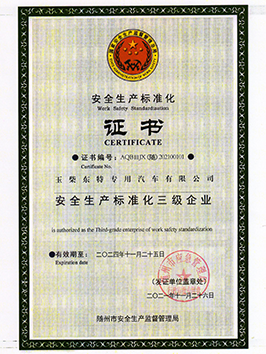 安全生产标准化
Work Safety Standardization
证书
CERTIFICATE
证书编号：AQBⅢJX（随）202100101
Certificate No.
玉柴东特专用汽车有限公司
安全生产标准化三级企业
is authorized as the Third-grade enterprise of work safety standardization
有效期至：二〇二四年十一月二十五日
Expiration date
（发证单位盖章处）
二〇二一年十一月二十六日
随州市安全生产监督管理局